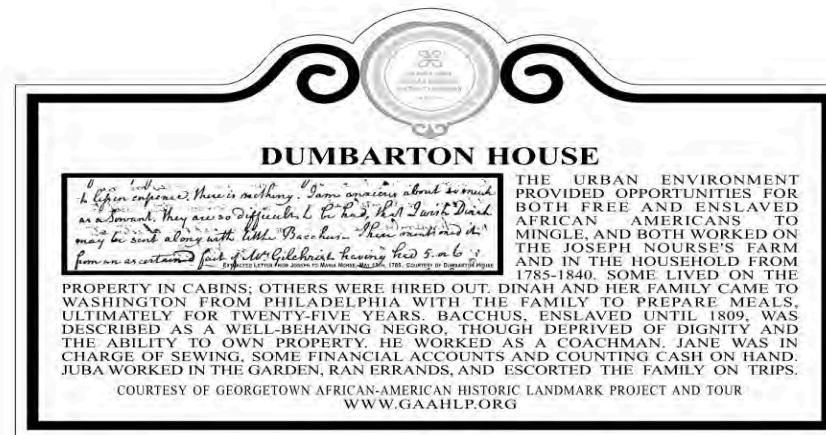 DUMBARTON HOUSE
to lessen expence, there is nothing I am anxious about so much
as a Servant, they are so difficult to be had, that I wish Dinah
may be sent along with little Bacchus. I have mentioned it
from an ascertained fact of Mrs. Gilchrist having had 5 or 6
EXTRACTED LETTER FROM JOSEPH TO MARIA NORSE, MAY 1785. COURTESY OF DUMBARTON HOUSE
THE URBAN ENVIRONMENT
PROVIDED OPPORTUNITIES FOR
BOTH FREE AND ENSLAVED
AFRICAN AMERICANS TO
MINGLE, AND BOTH WORKED ON
THE JOSEPH NOURSE'S FARM
AND IN THE HOUSEHOLD FROM
1785-1840. SOME LIVED ON THE
PROPERTY IN CABINS; OTHERS WERE HIRED OUT. DINAH AND HER FAMILY CAME TO
WASHINGTON FROM PHILADELPHIA WITH THE FAMILY TO PREPARE MEALS,
ULTIMATELY FOR TWENTY-FIVE YEARS. BACCHUS, ENSLAVED UNTIL 1809, WAS
DESCRIBED AS A WELL-BEHAVING NEGRO, THOUGH DEPRIVED OF DIGNITY AND
THE ABILITY TO OWN PROPERTY. HE WORKED AS A COACHMAN. JANE WAS IN
CHARGE OF SEWING, SOME FINANCIAL ACCOUNTS AND COUNTING CASH ON HAND.
JUBA WORKED IN THE GARDEN, RAN ERRANDS, AND ESCORTED THE FAMILY ON TRIPS.
COURTESY OF GEORGETOWN AFRICAN-AMERICAN HISTORIC LANDMARK PROJECT AND TOUR
WWW.GAAHLP.ORG